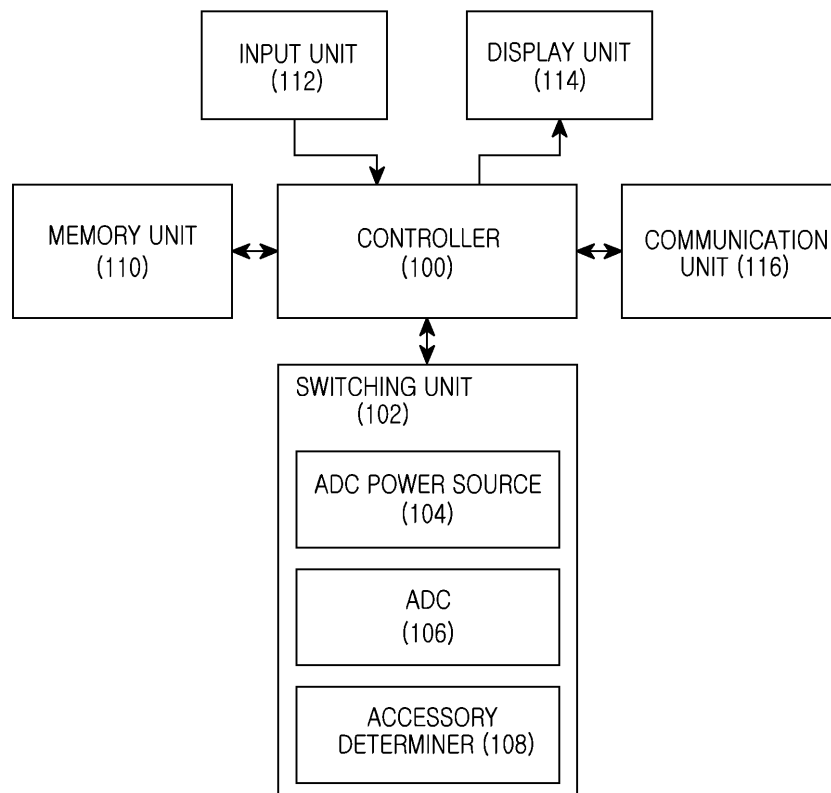 INPUT UNIT
(112)
DISPLAY UNIT
(114)
MEMORY UNIT
(110)
CONTROLLER
(100)
COMMUNICATION
UNIT (116)
SWITCHING UNIT
(102)
ADC POWER SOURCE
(104)
ADC
(106)
ACCESSORY
DETERMINER (108)